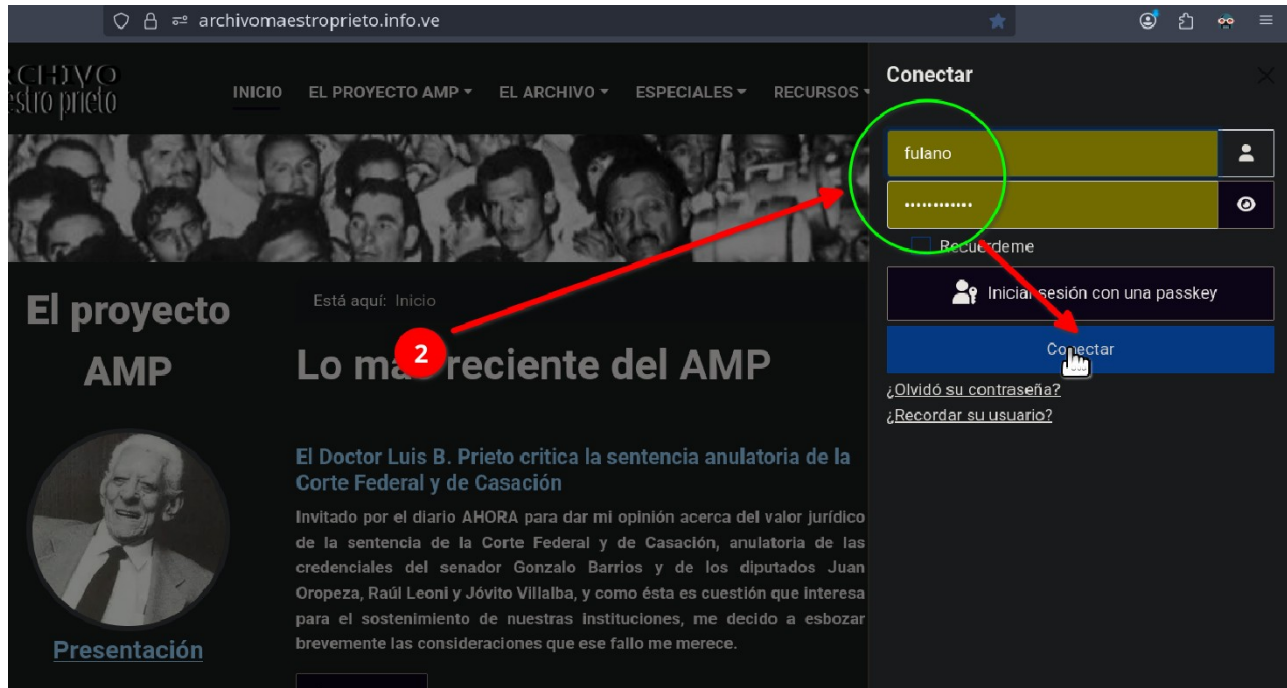 archivomaestroprieto.info.ve
CHIVO
estro prieto
INICIO EL PROYECTO AMP EL ARCHIVO ESPECIALES RECURSOS
Conectar
fulano
............
Recuérdeme
Iniciar sesión con una passkey
Conectar
¿Olvidó su contraseña?
¿Recordar su usuario?
El proyecto
AMP
Presentación
Está aquí: Inicio
2
Lo más reciente del AMP
El Doctor Luis B. Prieto critica la sentencia anulatoria de la
Corte Federal y de Casación
Invitado por el diario AHORA para dar mi opinión acerca del valor jurídico
de la sentencia de la Corte Federal y de Casación, anulatoria de las
credenciales del senador Gonzalo Barrios y de los diputados Juan
Oropeza, Raúl Leoni y Jóvito Villalba, y como ésta es cuestión que interesa
para el sostenimiento de nuestras instituciones, me decido a esbozar
brevemente las consideraciones que ese fallo me merece.